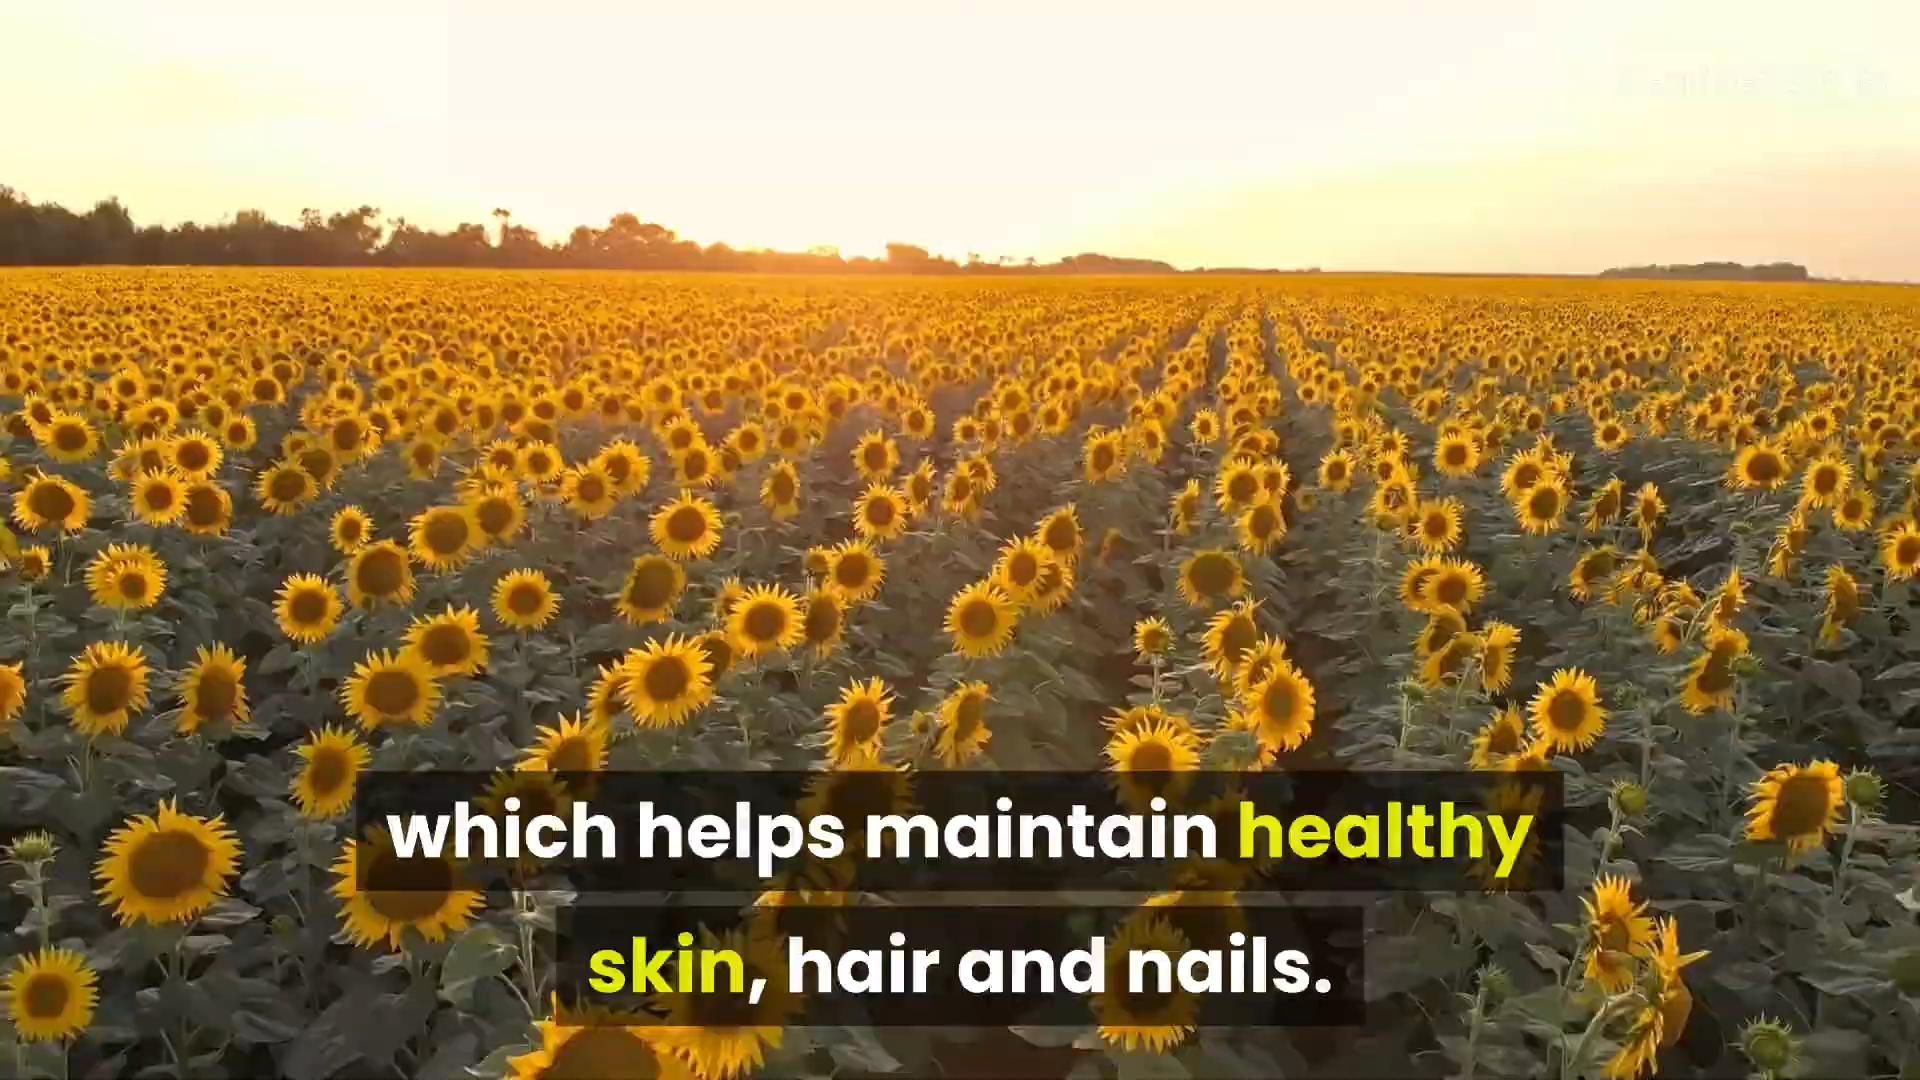 which helps maintain healthy
skin, hair and nails.